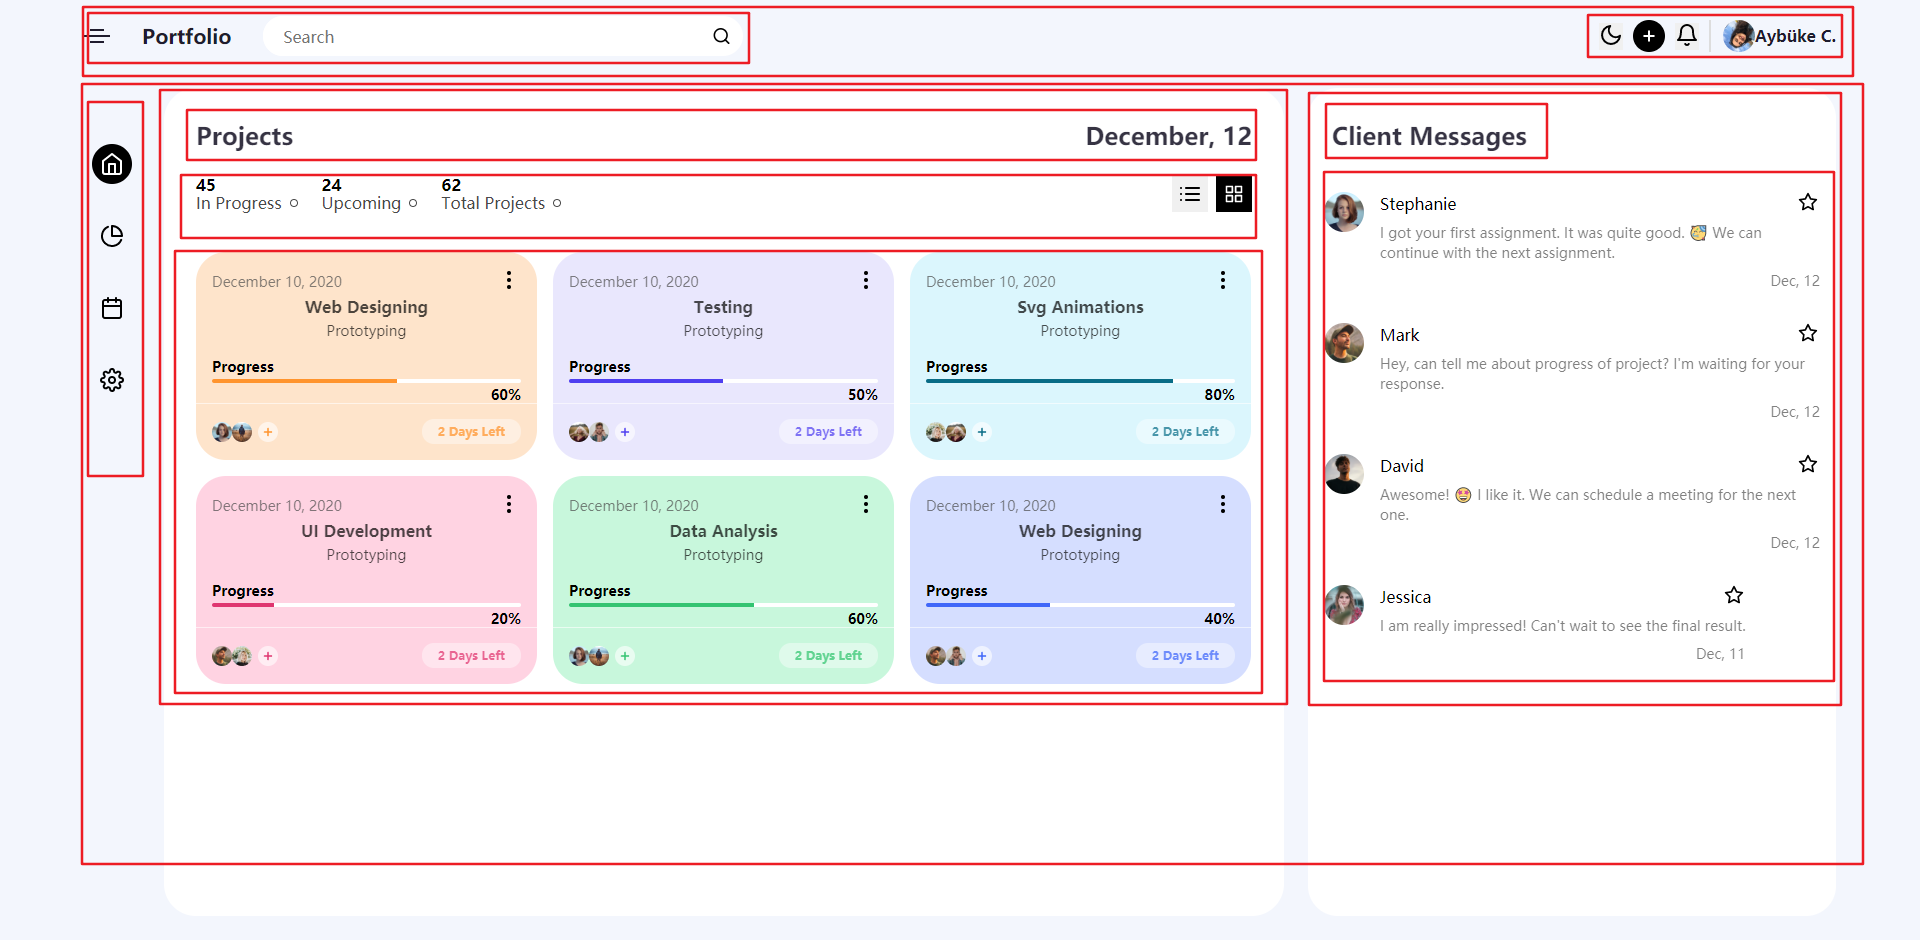 Portfolio
Search
Aybüke C.
Projects
December, 12
45
In Progress
24
Upcoming
62
Total Projects
December 10, 2020
Web Designing
Prototyping
Progress
60%
+
2 Days Left
December 10, 2020
Testing
Prototyping
Progress
50%
+
2 Days Left
December 10, 2020
Svg Animations
Prototyping
Progress
80%
+
2 Days Left
December 10, 2020
UI Development
Prototyping
Progress
20%
+
2 Days Left
December 10, 2020
Data Analysis
Prototyping
Progress
60%
+
2 Days Left
December 10, 2020
Web Designing
Prototyping
Progress
40%
+
2 Days Left
Client Messages
Stephanie
I got your first assignment. It was quite good. 🥳 We can
continue with the next assignment.
Dec, 12
Mark
Hey, can tell me about progress of project? I'm waiting for your
response.
Dec, 12
David
Awesome! 🤩 I like it. We can schedule a meeting for the next
one.
Dec, 12
Jessica
I am really impressed! Can't wait to see the final result.
Dec, 11